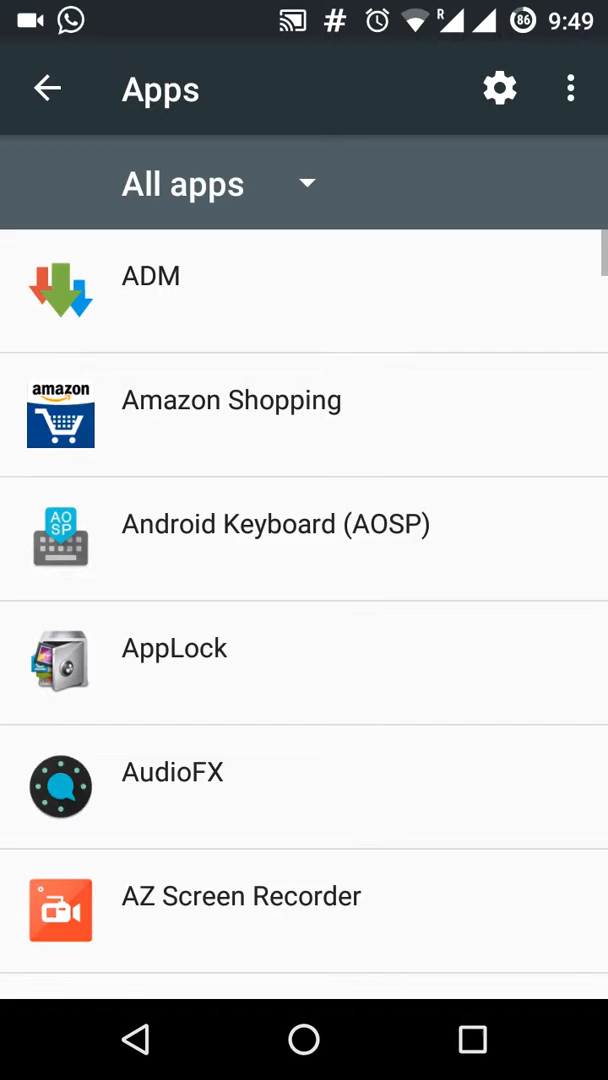 R 86 9:49
Apps
All apps
ADM
amazon
Amazon Shopping
AO
SP
Android Keyboard (AOSP)
AppLock
AudioFX
AZ Screen Recorder